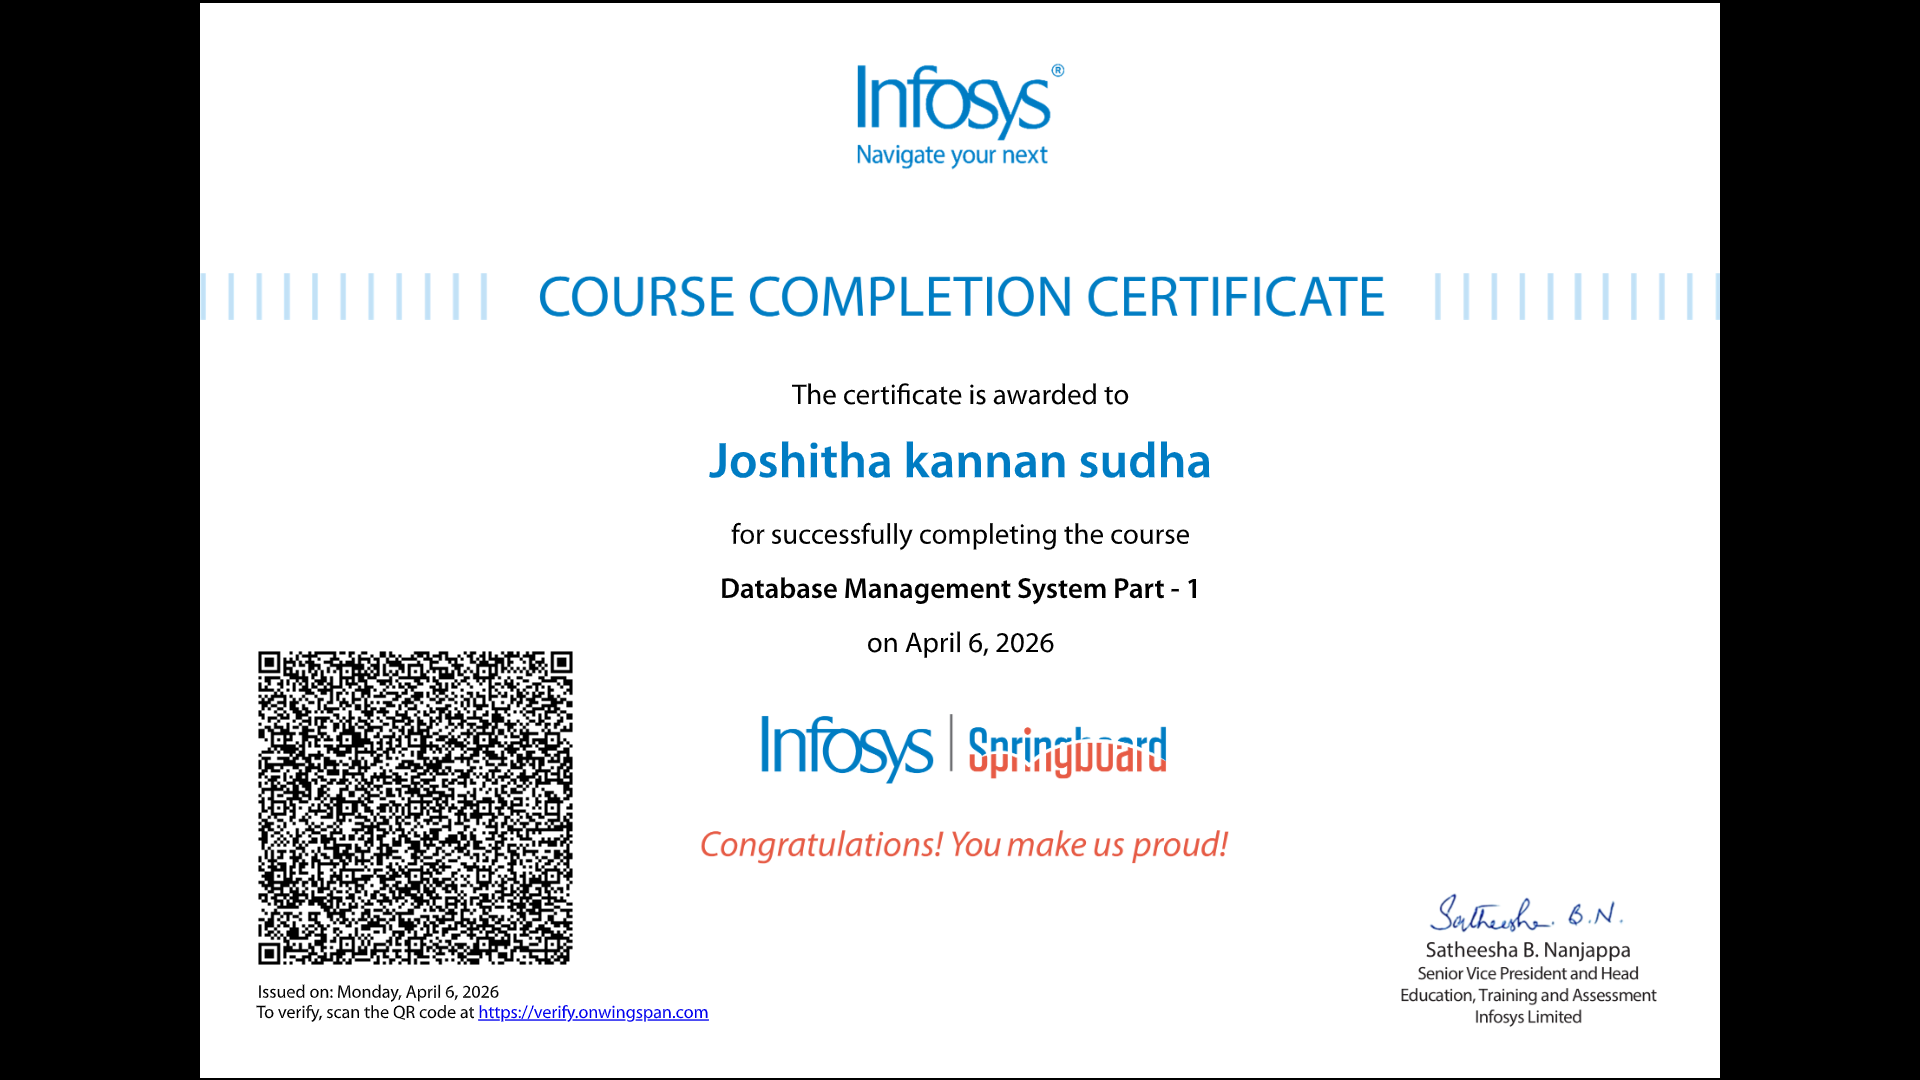 Infosys®
Navigate your next
COURSE COMPLETION CERTIFICATE
The certificate is awarded to
Joshitha kannan sudha
for successfully completing the course
Database Management System Part - 1
on April 6, 2026
Infosys | Springboard
Congratulations! You make us proud!
Issued on: Monday, April 6, 2026
To verify, scan the QR code at https://verify.onwingspan.com
Satheesha B.N.
Satheesha B. Nanjappa
Senior Vice President and Head
Education, Training and Assessment
Infosys Limited